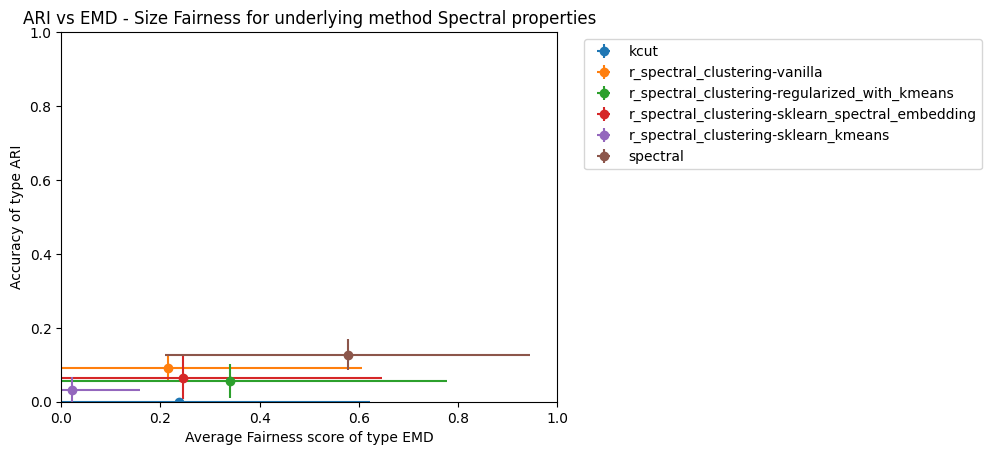 ARI vs EMD - Size Fairness for underlying method Spectral properties
1.0
0.8
0.6
0.4
0.2
0.0
Accuracy of type ARI
0.0 0.2 0.4 0.6 0.8 1.0
Average Fairness score of type EMD
kcut
r_spectral_clustering-vanilla
r_spectral_clustering-regularized_with_kmeans
r_spectral_clustering-sklearn_spectral_embedding
r_spectral_clustering-sklearn_kmeans
spectral